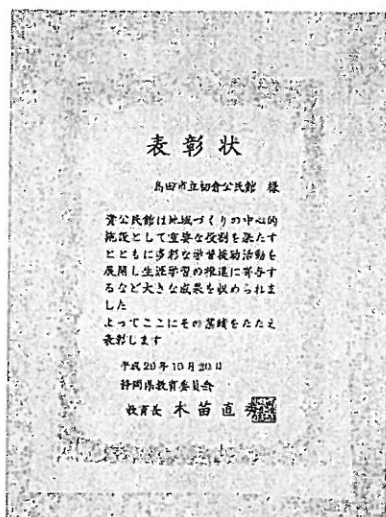 表彰状
島田市立初倉公民館 様
貴公民館は地域づくりの中心的
施設として重要な役割を果たす
とともに多彩な学習援助活動を
展開し生涯学習の推進に寄与す
るなど大きな成果を収められま
した
よってここにその業績をたたえ
表彰します
平成20年10月20日
静岡県教育委員会
教育長 木苗直秀